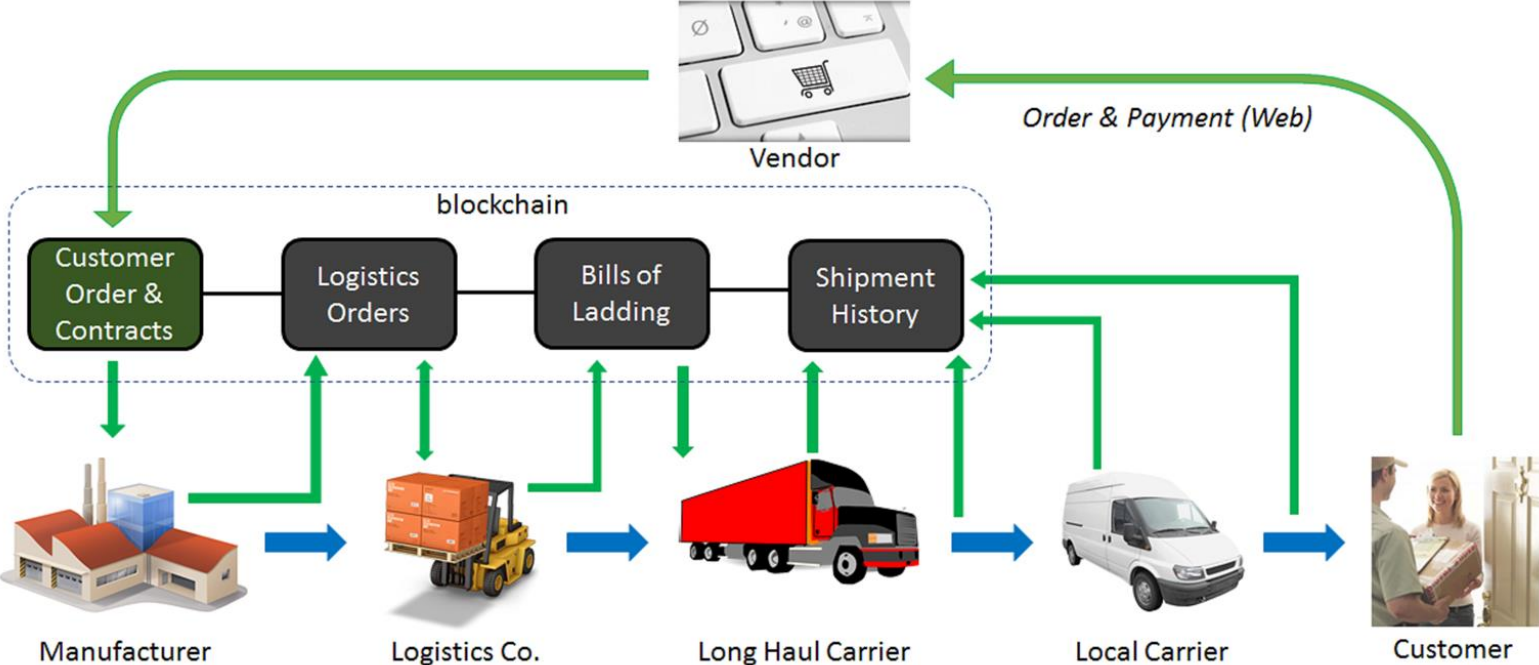 Order & Payment (Web)
Vendor
blockchain
Customer
Order &
Contracts
Logistics
Orders
Bills of
Ladding
Shipment
History
Manufacturer
Logistics Co.
Long Haul Carrier
Local Carrier
Customer